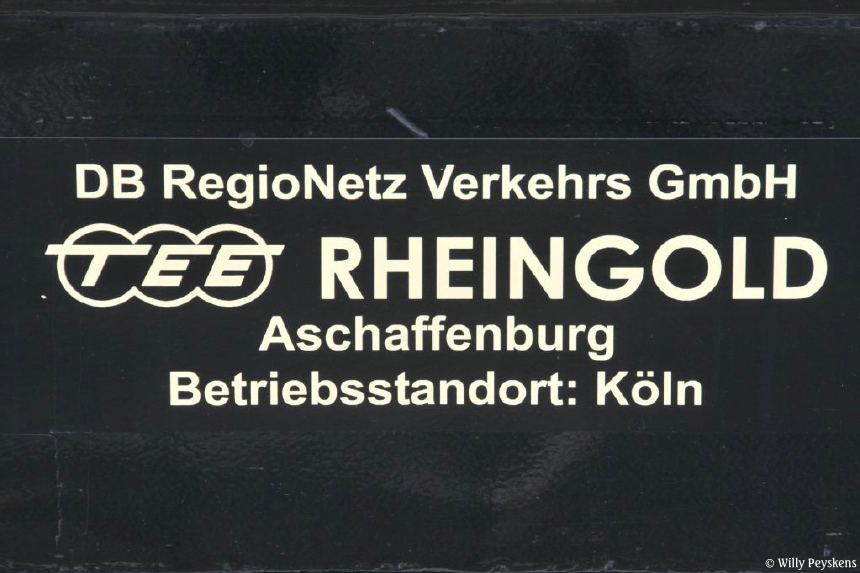 DB RegioNetz Verkehrs GmbH
TEE RHEINGOLD
Aschaffenburg
Betriebsstandort: Köln
© Willy Peyskens